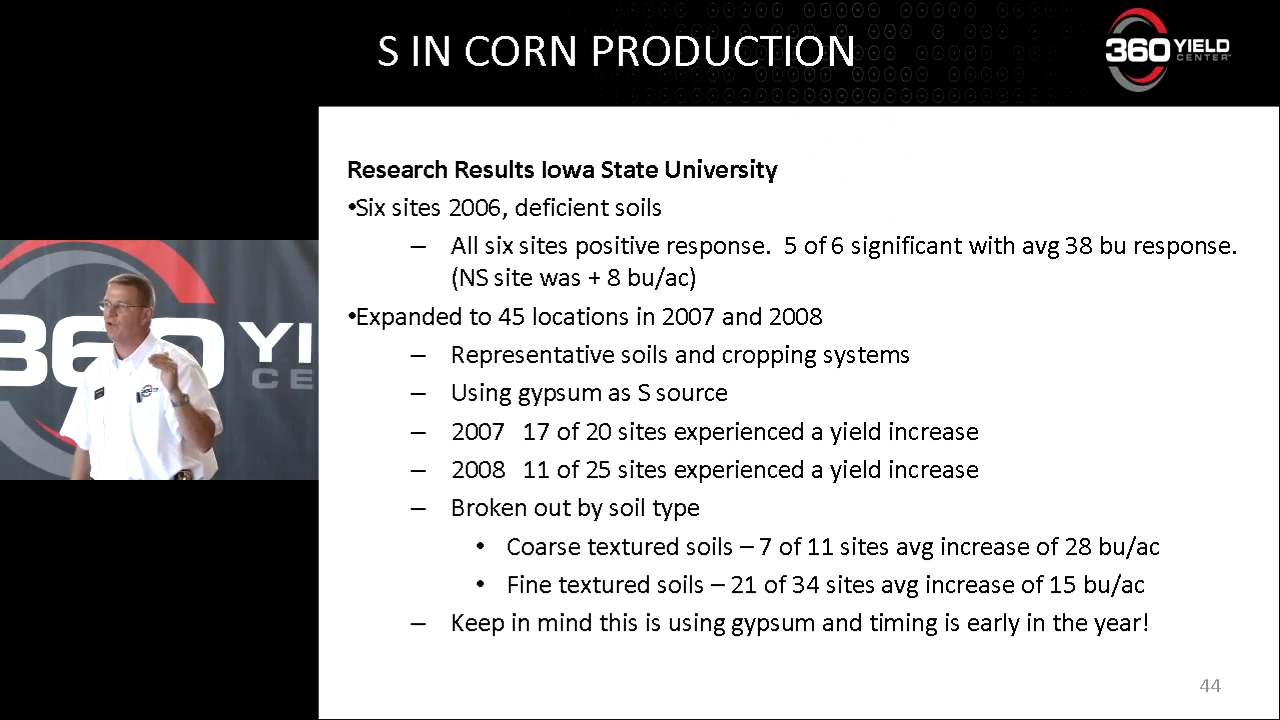 S IN CORN PRODUCTION
360 YIELD
CENTER
Research Results Iowa State University
•Six sites 2006, deficient soils
– All six sites positive response. 5 of 6 significant with avg 38 bu response.
(NS site was + 8 bu/ac)
•Expanded to 45 locations in 2007 and 2008
– Representative soils and cropping systems
– Using gypsum as S source
– 2007 17 of 20 sites experienced a yield increase
– 2008 11 of 25 sites experienced a yield increase
– Broken out by soil type
• Coarse textured soils – 7 of 11 sites avg increase of 28 bu/ac
• Fine textured soils – 21 of 34 sites avg increase of 15 bu/ac
– Keep in mind this is using gypsum and timing is early in the year!
360 YI
CE
360
44